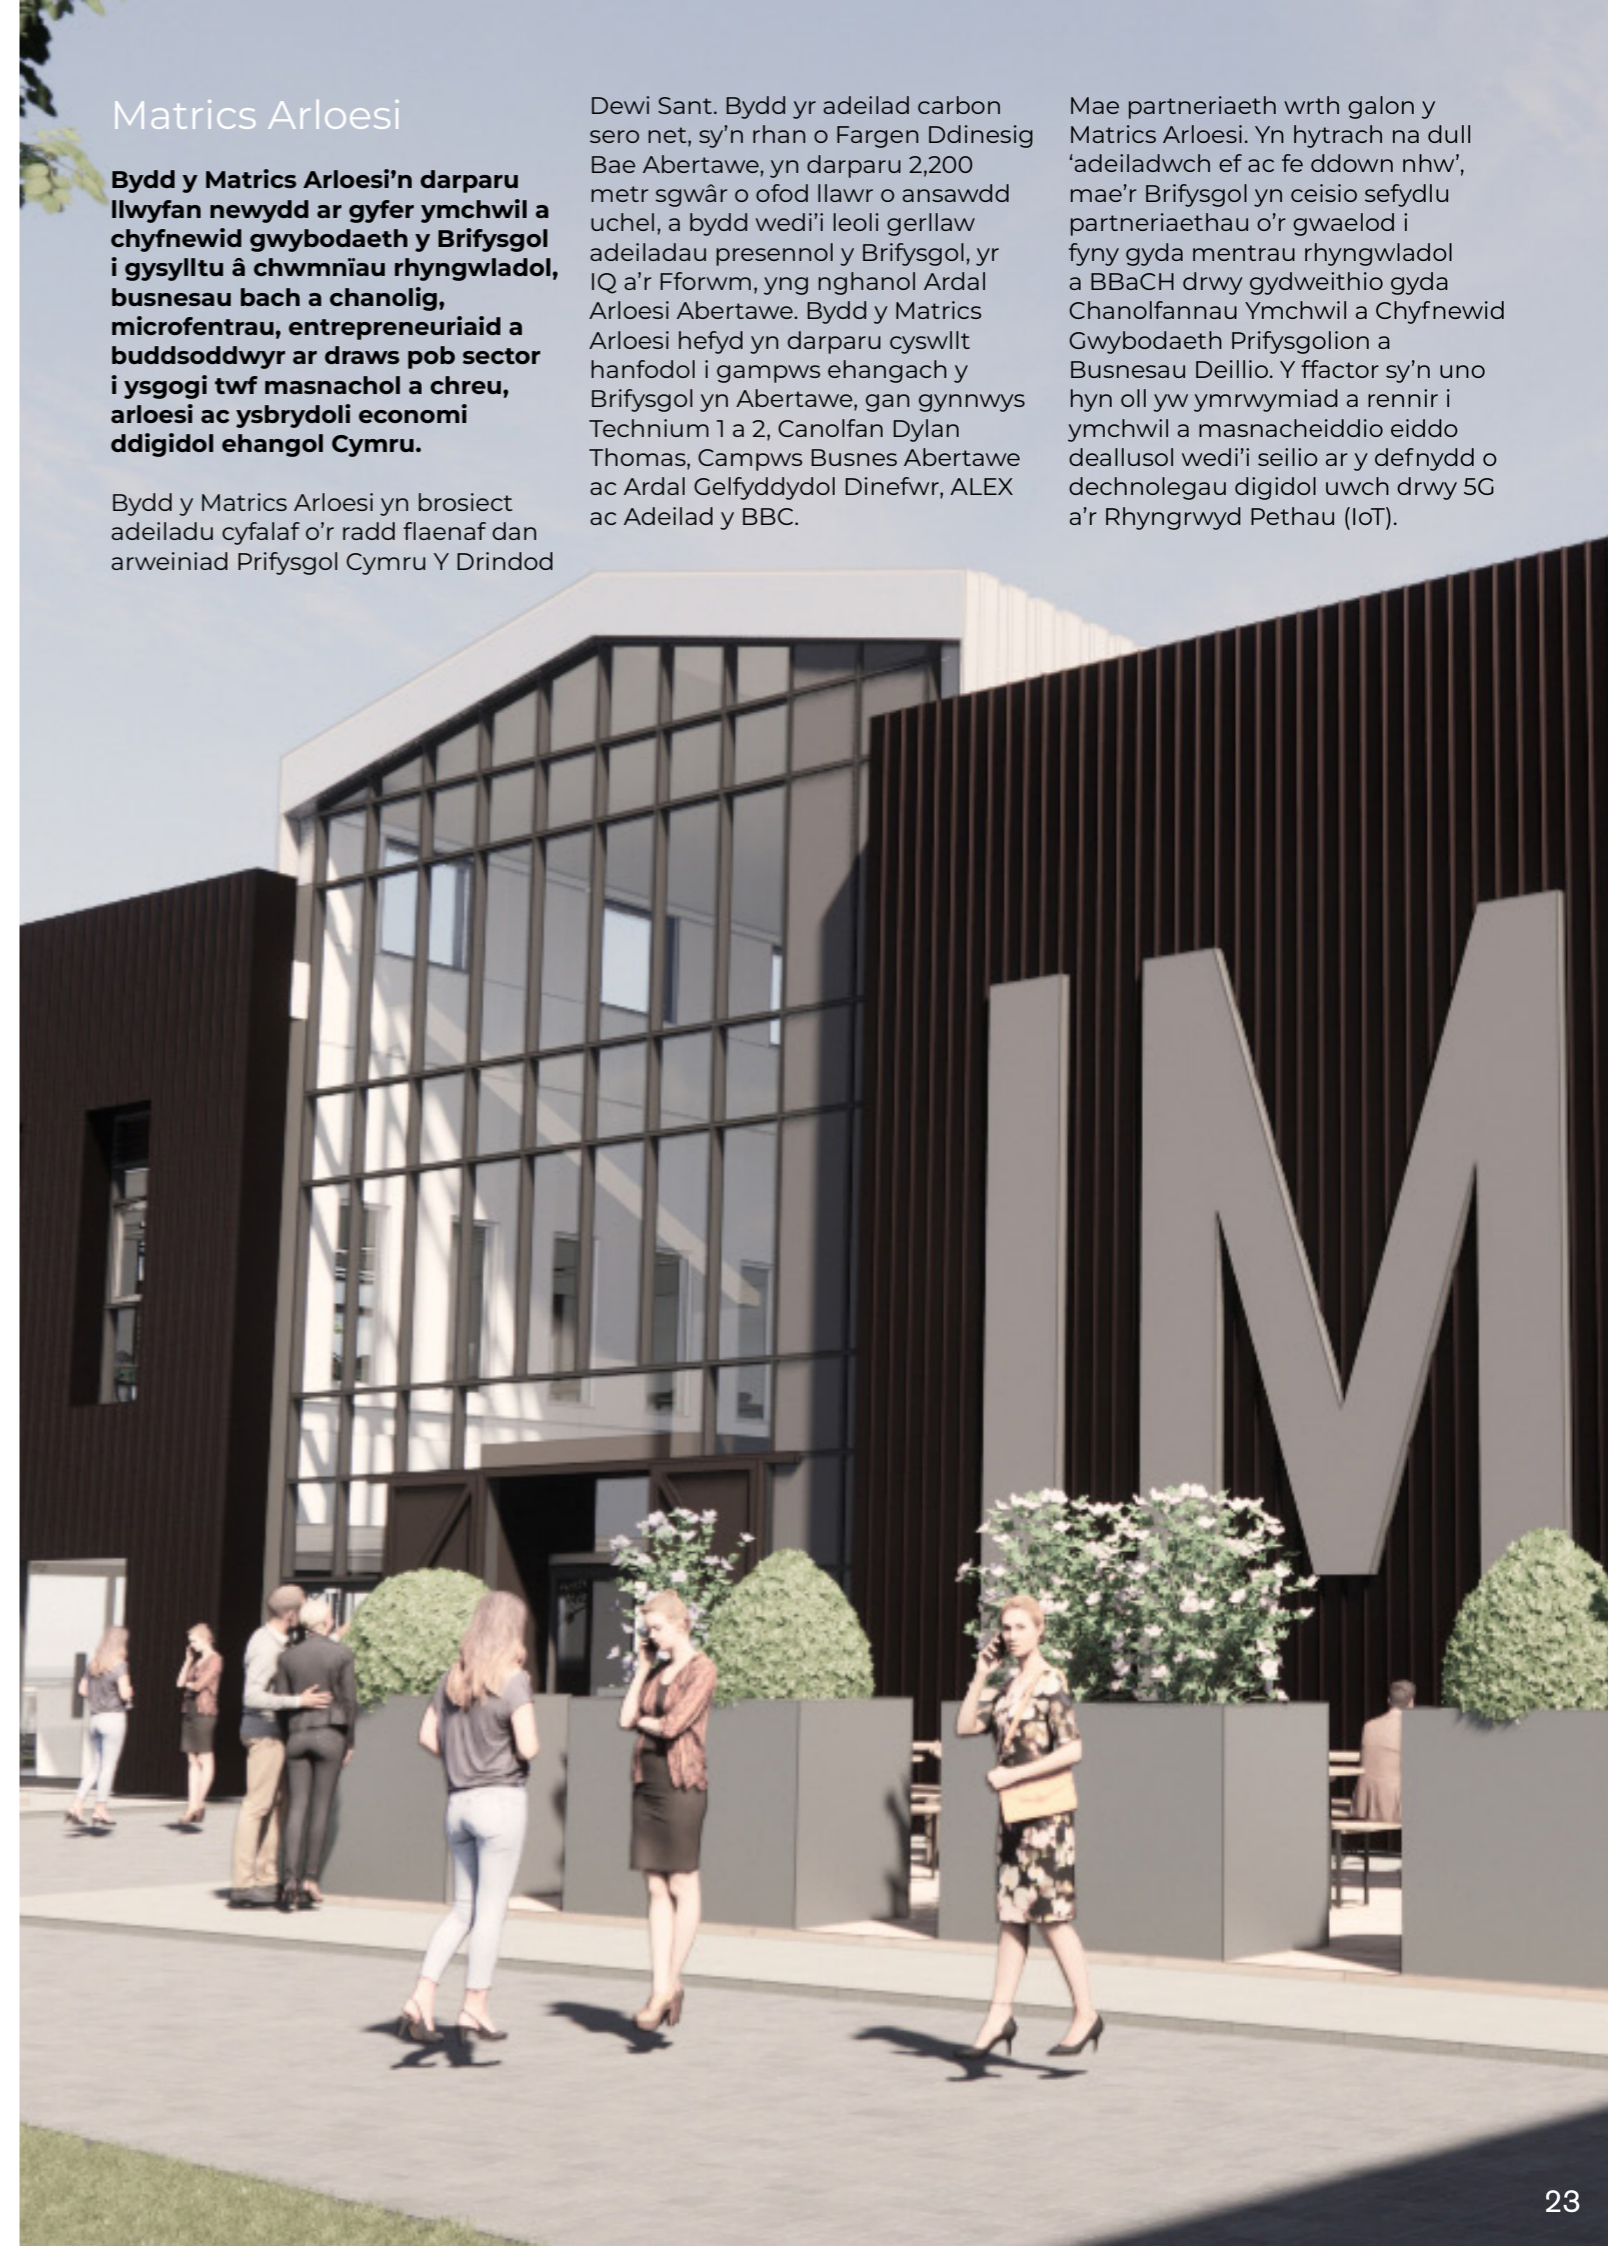 Matrics Arloesi
Bydd y Matrics Arloesi’n darparu
llwyfan newydd ar gyfer ymchwil a
chyfnewid gwybodaeth y Brifysgol
i gysylltu â chwmnïau rhyngwladol,
busnesau bach a chanolig,
microfentrau, entrepreneuriaid a
buddsoddwyr ar draws pob sector
i ysgogi twf masnachol a chreu,
arloesi ac ysbrydoli economi
ddigidol ehangol Cymru.
Bydd y Matrics Arloesi yn brosiect
adeiladu cyfalaf o’r radd flaenaf dan
arweiniad Prifysgol Cymru Y Drindod
Dewi Sant. Bydd yr adeilad carbon
sero net, sy’n rhan o Fargen Ddinesig
Bae Abertawe, yn darparu 2,200
metr sgwâr o ofod llawr o ansawdd
uchel, a bydd wedi’i leoli gerllaw
adeiladau presennol y Brifysgol, yr
IQ a’r Fforwm, yng nghanol Ardal
Arloesi Abertawe. Bydd y Matrics
Arloesi hefyd yn darparu cyswllt
hanfodol i gampws ehangach y
Brifysgol yn Abertawe, gan gynnwys
Technium 1 a 2, Canolfan Dylan
Thomas, Campws Busnes Abertawe
ac Ardal Gelfyddydol Dinefwr, ALEX
ac Adeilad y BBC.
Mae partneriaeth wrth galon y
Matrics Arloesi. Yn hytrach na dull
‘adeiladwch ef ac fe ddown nhw’,
mae’r Brifysgol yn ceisio sefydlu
partneriaethau o’r gwaelod i
fyny gyda mentrau rhyngwladol
a BBaCH drwy gydweithio gyda
Chanolfannau Ymchwil a Chyfnewid
Gwybodaeth Prifysgolion a
Busnesau Deillio. Y ffactor sy’n uno
hyn oll yw ymrwymiad a rennir i
ymchwil a masnacheiddio eiddo
deallusol wedi’i seilio ar y defnydd o
dechnolegau digidol uwch drwy 5G
a’r Rhyngrwyd Pethau (IoT).
IM
23